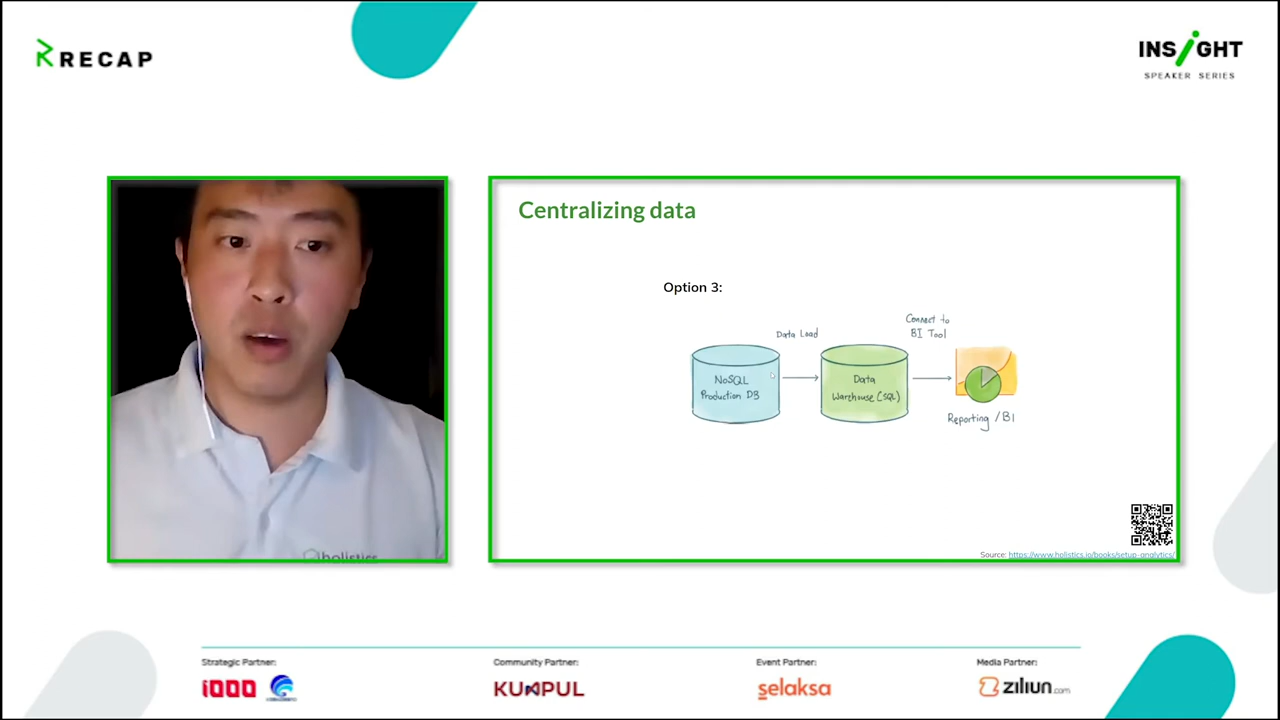 RECAP
INSIGHT
SPEAKER SERIES
Centralizing data
Option 3:
Data Load
Connect to
BI Tool
NoSQL
Production DB
Data
Warehouse (SQL)
Reporting / BI
Source: https://www.holistics.io/books/setup-analytics/
holistics
Strategic Partner:
1000
Community Partner:
KUMPUL
Event Partner:
selaksa
Media Partner:
ziliun.com